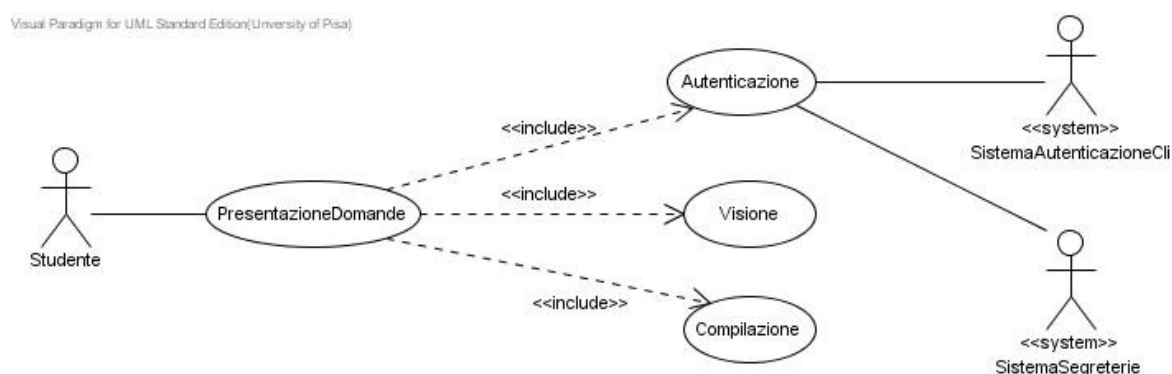 Visual Paradigm for UML Standard Edition(Unversity of Pisa)
Autenticazione
<<system>>
SistemaAutenticazioneCli
<<include>>
<<include>>
Studente
PresentazioneDomande
Visione
<<include>>
Compilazione
<<system>>
SistemaSegreterie